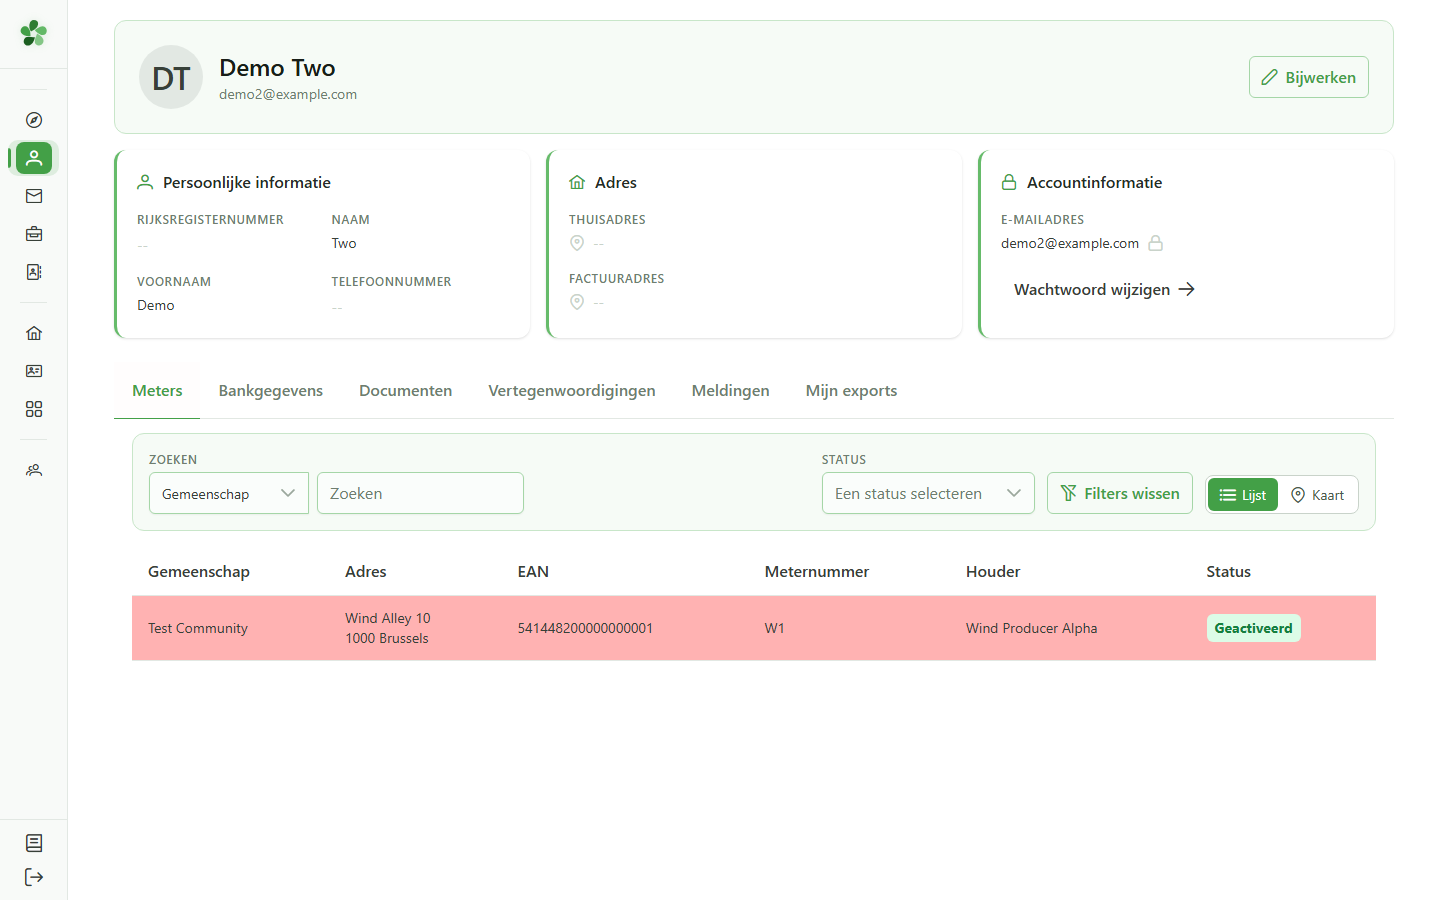 DT
Demo Two
demo2@example.com
Bijwerken
Persoonlijke informatie
RIJKSREGISTERNUMMER
--
NAAM
Two
VOORNAAM
Demo
TELEFOONNUMMER
--
Adres
THUISADRES
--
FACTUURADRES
--
Accountinformatie
E-MAILADRES
demo2@example.com
Wachtwoord wijzigen
Meters Bankgegevens Documenten Vertegenwoordigingen Meldingen Mijn exports
ZOEKEN
Gemeenschap
Zoeken
STATUS
Een status selecteren
Filters wissen
Lijst
Kaart
Gemeenschap Adres EAN Meternummer Houder Status
Test Community
Wind Alley 10
1000 Brussels
541448200000000001
W1
Wind Producer Alpha
Geactiveerd